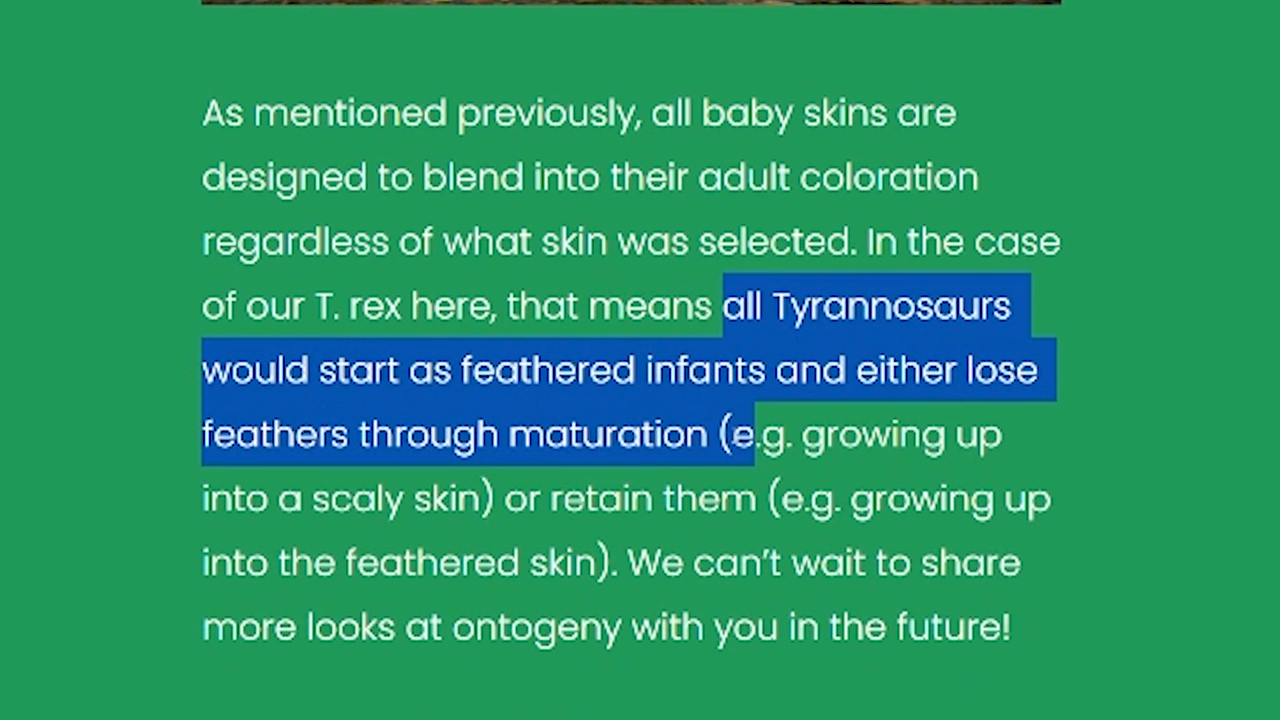 As mentioned previously, all baby skins are
designed to blend into their adult coloration
regardless of what skin was selected. In the case
of our T. rex here, that means all Tyrannosaurs
would start as feathered infants and either lose
feathers through maturation (e.g. growing up
into a scaly skin) or retain them (e.g. growing up
into the feathered skin). We can’t wait to share
more looks at ontogeny with you in the future!